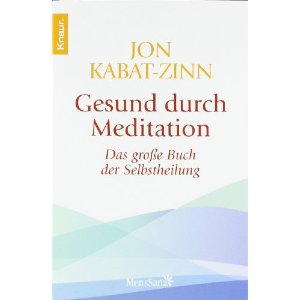 Knaur.
JON
KABAT-ZINN
Gesund durch
Meditation
Das große Buch
der Selbstheilung
MensSana